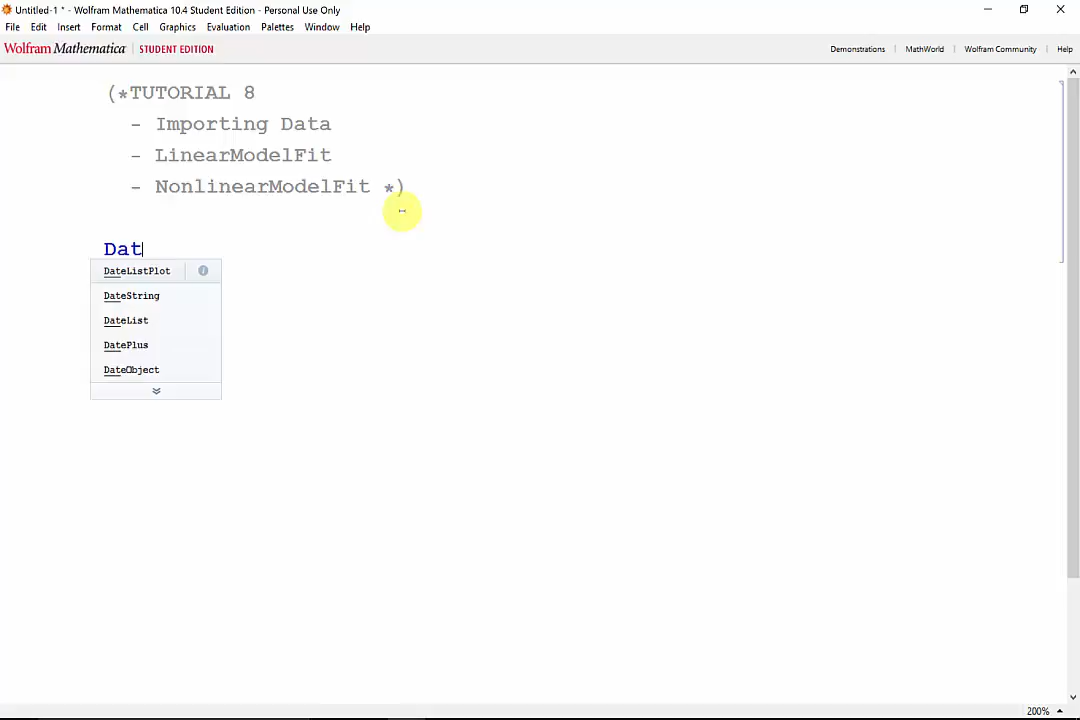 Untitled-1 * - Wolfram Mathematica 10.4 Student Edition - Personal Use Only
File Edit Insert Format Cell Graphics Evaluation Palettes Window Help
Wolfram Mathematica STUDENT EDITION Demonstrations MathWorld Wolfram Community Help
(*TUTORIAL 8
- Importing Data
- LinearModelFit
- NonlinearModelFit *)
Dat
DateListPlot
DateString
DateList
DatePlus
DateObject
200%